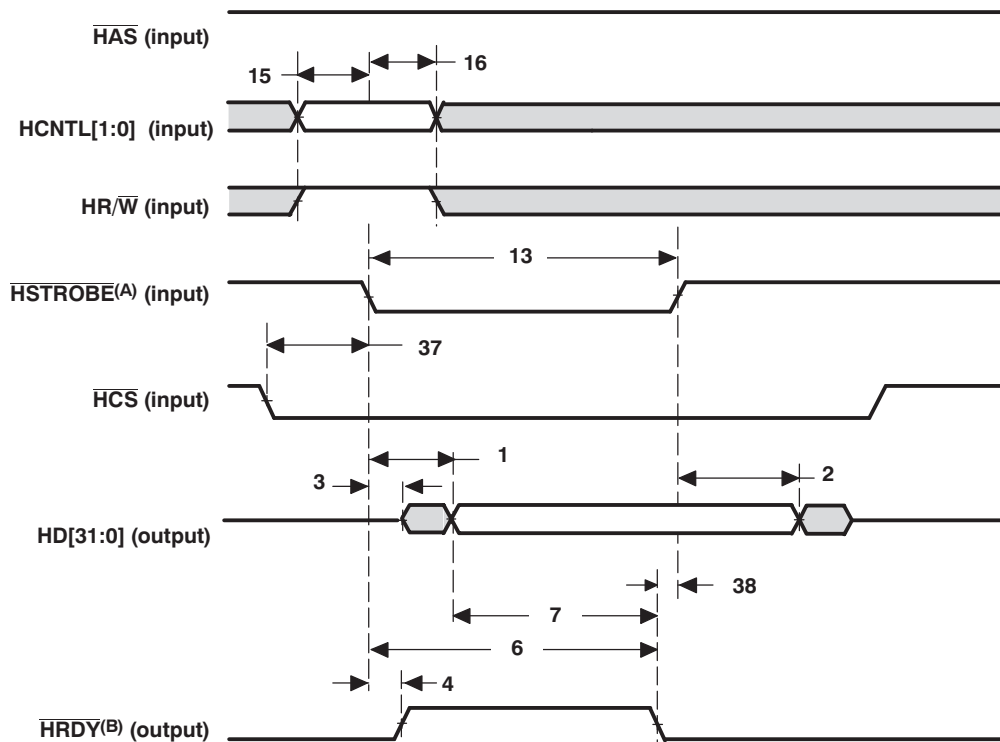 HAS (input)
15
16
HCNTL[1:0] (input)
HR/W (input)
13
HSTROBE(A) (input)
37
HCS (input)
1
3
2
HD[31:0] (output)
38
7
6
4
HRDY(B) (output)